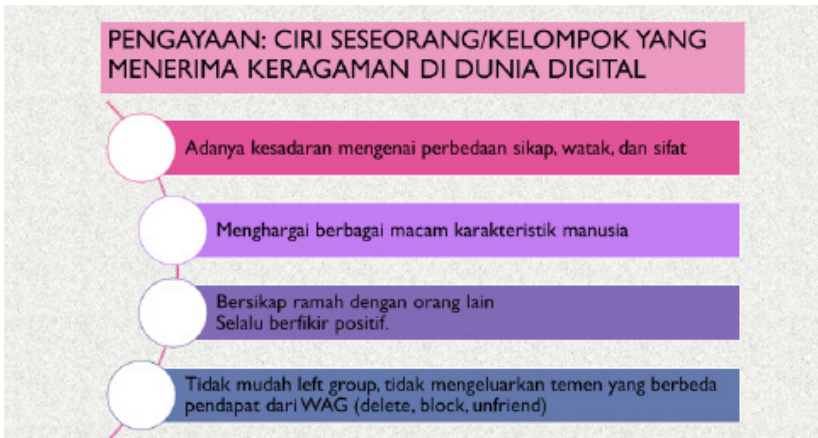 PENGAYAAN: CIRI SESEORANG/KELOMPOK YANG
MENERIMA KERAGAMAN DI DUNIA DIGITAL
Adanya kesadaran mengenai perbedaan sikap, watak, dan sifat
Menghargai berbagai macam karakteristik manusia
Bersikap ramah dengan orang lain
Selalu berfikir positif.
Tidak mudah left group, tidak mengeluarkan temen yang berbeda
pendapat dari WAG (delete, block, unfriend)